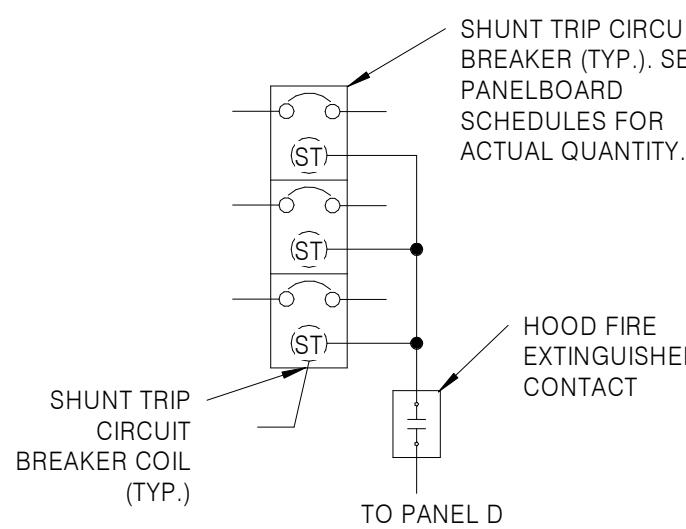 SHUNT TRIP CIRCU
BREAKER (TYP.). SE
PANELBOARD
SCHEDULES FOR
ACTUAL QUANTITY.
(ST)
(ST)
(ST)
HOOD FIRE
EXTINGUISHE
CONTACT
SHUNT TRIP
CIRCUIT
BREAKER COIL
(TYP.)
TO PANEL D